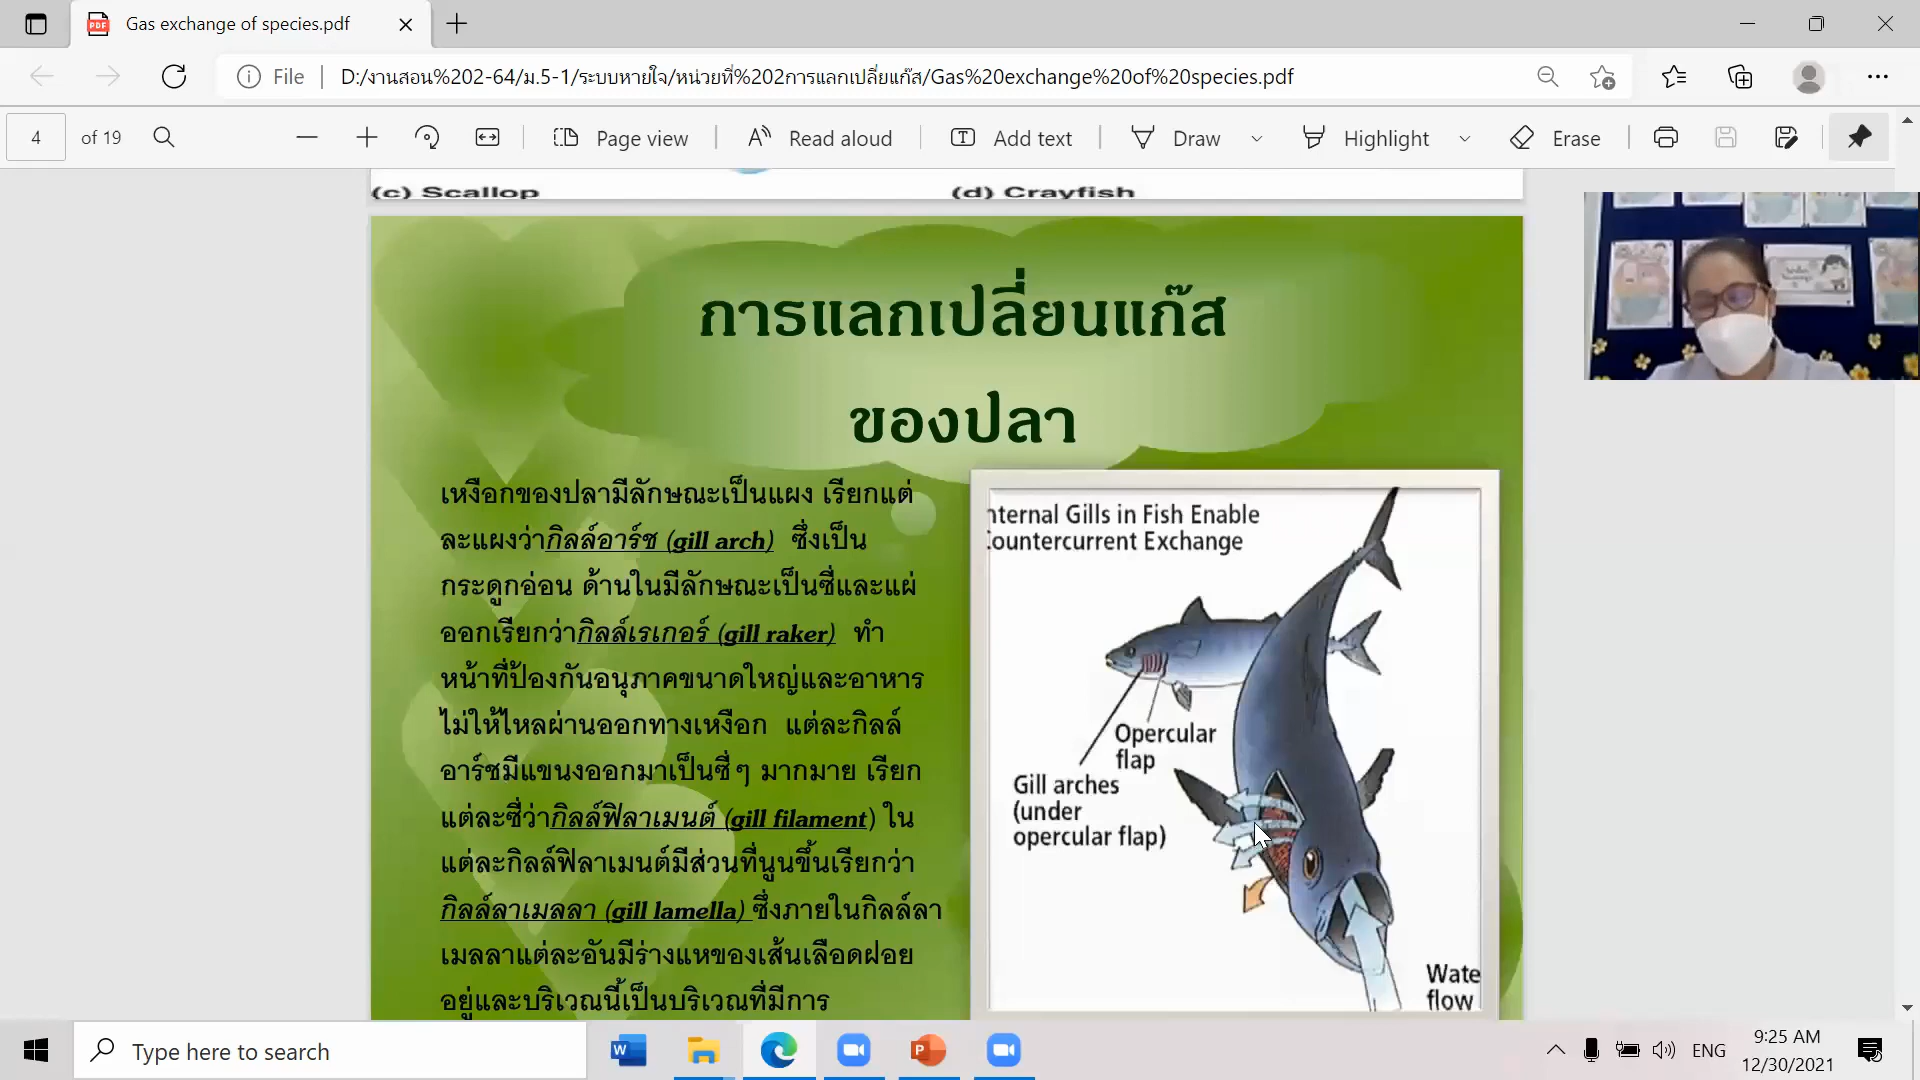 Gas exchange of species.pdf
File
D:/งานสอน%202-64/ม.5-1/ระบบหายใจ/หน่วยที่%202การแลกเปลี่ยแก๊ส/Gas%20exchange%20of%20species.pdf
4 of 19
Page view
Read aloud
Add text
Draw
Highlight
Erase
(c) Scallop
(d) Crayfish
การแลกเปลี่ยนแก๊ส
ของปลา
เหงือกของปลามีลักษณะเป็นแผง เรียกแต่
ละแผงว่ากิลล์อาร์ช (gill arch) ซึ่งเป็น
กระดูกอ่อน ด้านในมีลักษณะเป็นซี่และแผ่
ออกเรียกว่ากิลล์เรเกอร์ (gill raker) ทำ
หน้าที่ป้องกันอนุภาคขนาดใหญ่และอาหาร
ไม่ให้ไหลผ่านออกทางเหงือก แต่ละกิลล์
อาร์ชมีแขนงออกมาเป็นซี่ๆ มากมาย เรียก
แต่ละซี่ว่ากิลล์ฟิลาเมนต์ (gill filament) ใน
แต่ละกิลล์ฟิลาเมนต์มีส่วนที่นูนขึ้นเรียกว่า
กิลล์ลาเมลลา (gill lamella) ซึ่งภายในกิลล์ลา
เมลลาแต่ละอันมีร่างแหของเส้นเลือดฝอย
อยู่และบริเวณนี้เป็นบริเวณที่มีการ
nternal Gills in Fish Enable
Countercurrent Exchange
Opercular
flap
Gill arches
(under
opercular flap)
Wate
flow
Type here to search
ENG
9:25 AM
12/30/2021